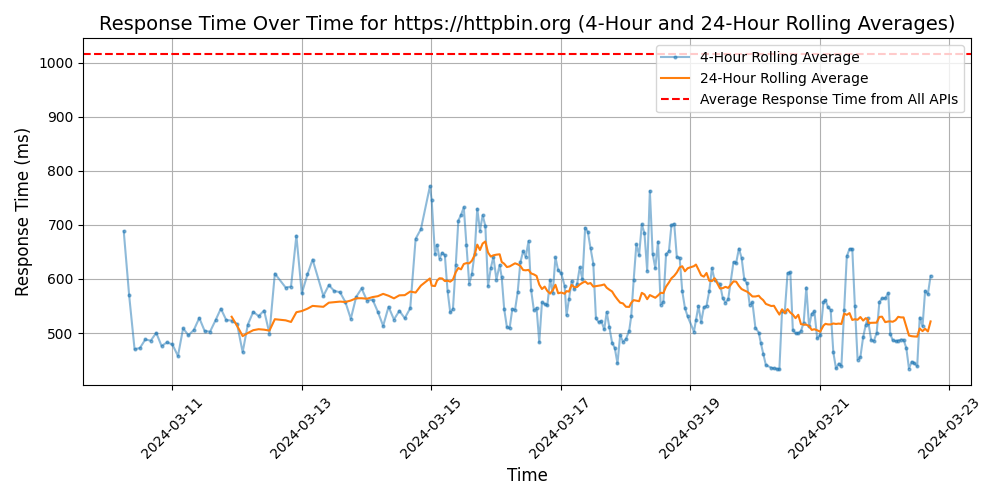 Response Time Over Time for https://httpbin.org (4-Hour and 24-Hour Rolling Averages)
4-Hour Rolling Average
24-Hour Rolling Average
Average Response Time from All APIs
Response Time (ms)
1000
900
800
700
600
500
2024-03-11
2024-03-13
2024-03-15
2024-03-17
2024-03-19
2024-03-21
2024-03-23
Time